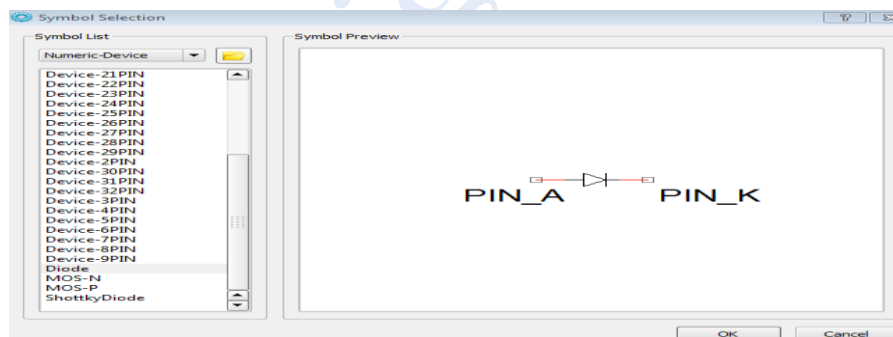 Symbol Selection
Symbol List
Numeric-Device
Device-21PIN
Device-22PIN
Device-23PIN
Device-24PIN
Device-25PIN
Device-26PIN
Device-27PIN
Device-28PIN
Device-29PIN
Device-2PIN
Device-30PIN
Device-31PIN
Device-32PIN
Device-3PIN
Device-4PIN
Device-5PIN
Device-6PIN
Device-7PIN
Device-8PIN
Device-9PIN
Diode
MOS-N
MOS-P
ShottkyDiode
Symbol Preview
PIN_A PIN_K
OK Cancel